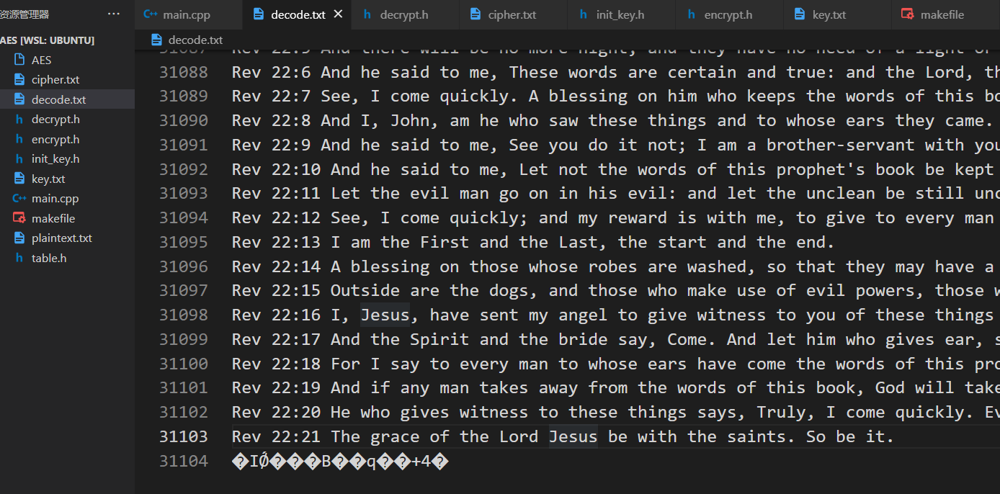 资源管理器 ···
AES [WSL: UBUNTU]
AES
cipher.txt
decode.txt
decrypt.h
encrypt.h
init_key.h
key.txt
main.cpp
makefile
plaintext.txt
table.h
main.cpp decode.txt decrypt.h cipher.txt init_key.h encrypt.h key.txt makefile
decode.txt
31087 Rev 22:5 And there will be no more night, and they have no need of a light or
31088 Rev 22:6 And he said to me, These words are certain and true: and the Lord, th
31089 Rev 22:7 See, I come quickly. A blessing on him who keeps the words of this bo
31090 Rev 22:8 And I, John, am he who saw these things and to whose ears they came.
31091 Rev 22:9 And he said to me, See you do it not; I am a brother-servant with you
31092 Rev 22:10 And he said to me, Let not the words of this prophet's book be kept
31093 Rev 22:11 Let the evil man go on in his evil: and let the unclean be still unc
31094 Rev 22:12 See, I come quickly; and my reward is with me, to give to every man
31095 Rev 22:13 I am the First and the Last, the start and the end.
31096 Rev 22:14 A blessing on those whose robes are washed, so that they may have a
31097 Rev 22:15 Outside are the dogs, and those who make use of evil powers, those w
31098 Rev 22:16 I, Jesus, have sent my angel to give witness to you of these things
31099 Rev 22:17 And the Spirit and the bride say, Come. And let him who gives ear, s
31100 Rev 22:18 For I say to every man to whose ears have come the words of this pro
31101 Rev 22:19 And if any man takes away from the words of this book, God will take
31102 Rev 22:20 He who gives witness to these things says, Truly, I come quickly. Ev
31103 Rev 22:21 The grace of the Lord Jesus be with the saints. So be it.
31104 �IǾ���B��q��+4�